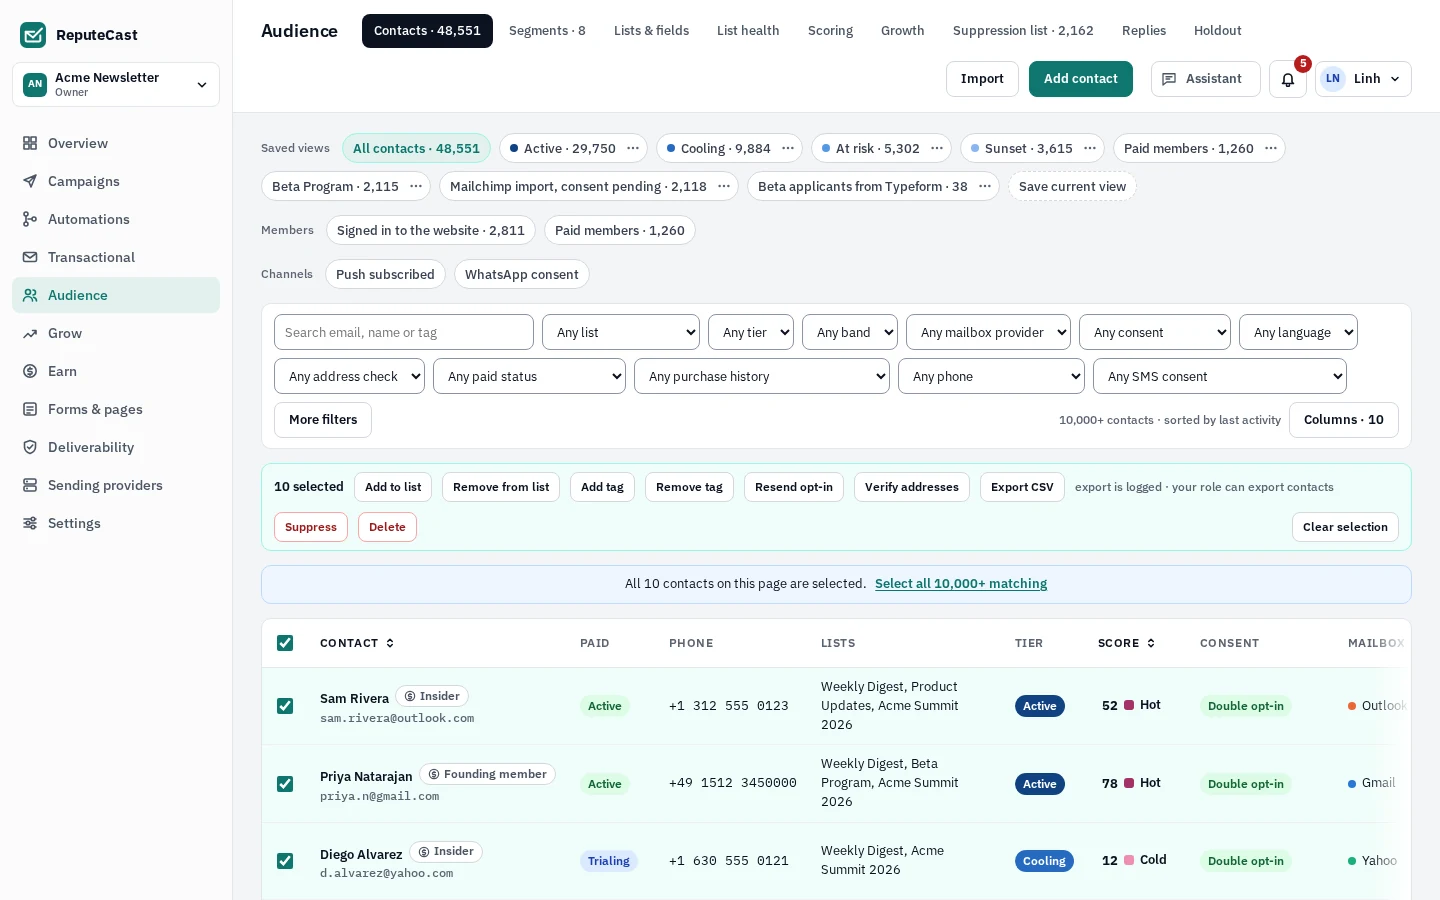 ReputeCast
AN
Acme Newsletter
Owner
Overview
Campaigns
Automations
Transactional
Audience
Grow
Earn
Forms & pages
Deliverability
Sending providers
Settings
Audience
Contacts · 48,551
Segments · 8
Lists & fields
List health
Scoring
Growth
Suppression list · 2,162
Replies
Holdout
Import
Add contact
Assistant
5
LN
Linh
Saved views
All contacts · 48,551
Active · 29,750 ···
Cooling · 9,884 ···
At risk · 5,302 ···
Sunset · 3,615 ···
Paid members · 1,260 ···
Beta Program · 2,115 ···
Mailchimp import, consent pending · 2,118 ···
Beta applicants from Typeform · 38 ···
Save current view
Members
Signed in to the website · 2,811
Paid members · 1,260
Channels
Push subscribed
WhatsApp consent
Search email, name or tag
Any list
Any tier
Any band
Any mailbox provider
Any consent
Any language
Any address check
Any paid status
Any purchase history
Any phone
Any SMS consent
More filters
10,000+ contacts · sorted by last activity
Columns · 10
10 selected
Add to list
Remove from list
Add tag
Remove tag
Resend opt-in
Verify addresses
Export CSV
export is logged · your role can export contacts
Suppress
Delete
Clear selection
All 10 contacts on this page are selected. Select all 10,000+ matching
CONTACT
PAID
PHONE
LISTS
TIER
SCORE
CONSENT
MAILBOX
Sam Rivera
Insider
sam.rivera@outlook.com
Active
+1 312 555 0123
Weekly Digest, Product
Updates, Acme Summit
2026
Active
52 Hot
Double opt-in
Outlook
Priya Natarajan
Founding member
priya.n@gmail.com
Active
+49 1512 3450000
Weekly Digest, Beta
Program, Acme Summit
2026
Active
78 Hot
Double opt-in
Gmail
Diego Alvarez
Insider
d.alvarez@yahoo.com
Trialing
+1 630 555 0121
Weekly Digest, Acme
Summit 2026
Cooling
12 Cold
Double opt-in
Yahoo